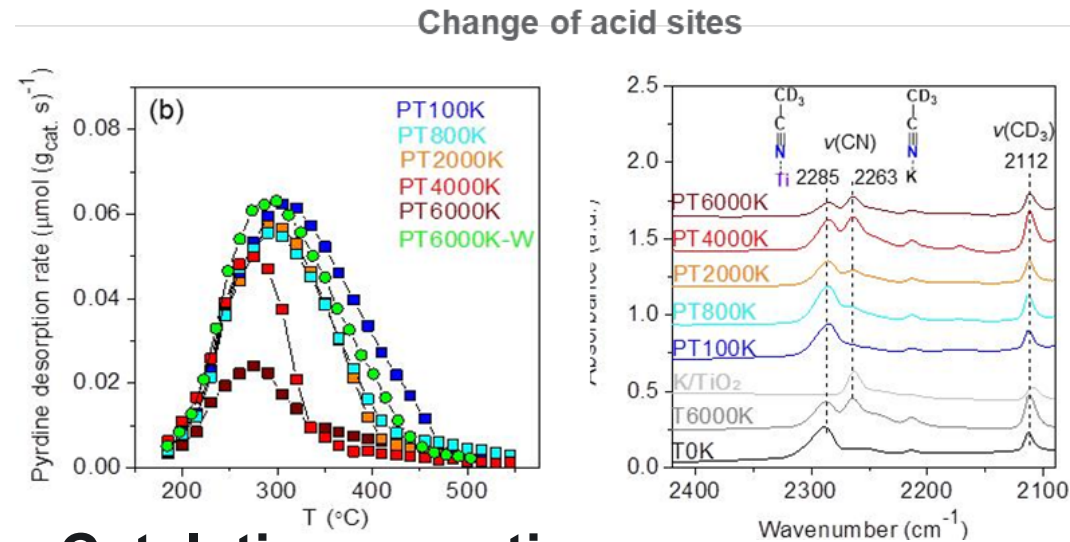 Change of acid sites
(b)
PT100K
PT800K
PT2000K
PT4000K
PT6000K
PT6000K-W
Pyrdine desorption rate (μmol (g_cat. s)^-1)
0.08
0.06
0.04
0.02
0.00
200 300 400 500
T (°C)
2.5
2.0
1.5
1.0
0.5
0.0
CD₃ CD₃
C C
N N
Ti K
ν(CN)
ν(CD₃)
2285 2263 2112
PT6000K
PT4000K
PT2000K
PT800K
PT100K
K/TiO₂
T6000K
T0K
2400 2300 2200 2100
Wavenumber (cm⁻¹)